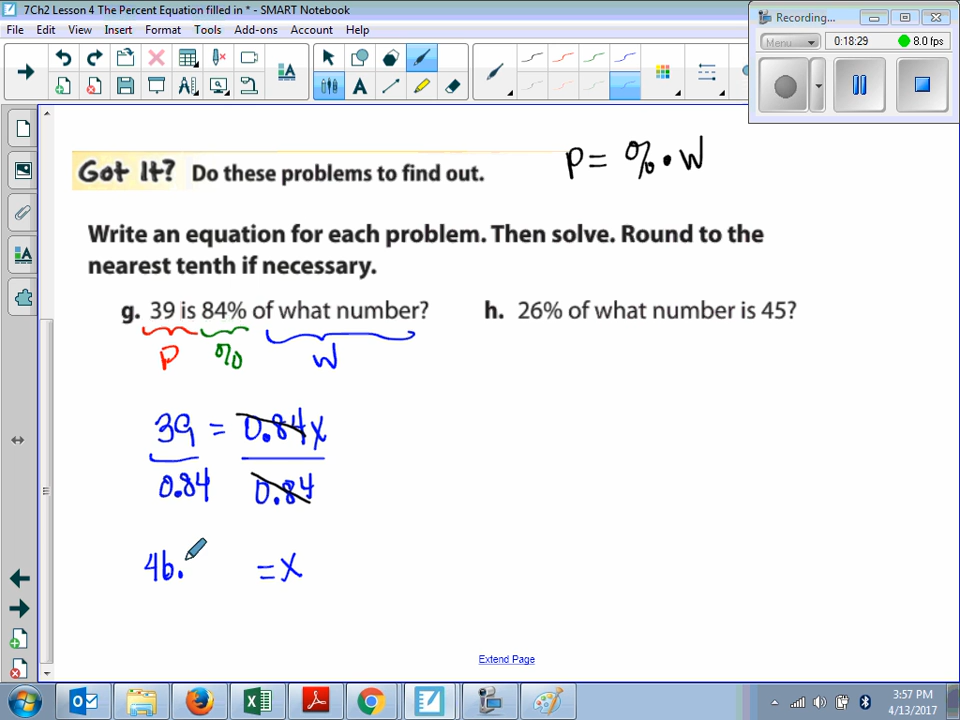 7Ch2 Lesson 4 The Percent Equation filled in * - SMART Notebook
Recording...
File Edit View Insert Format Tools Add-ons Account Help
Menu 0:18:29 8.0 fps
P = % • W
Got It? Do these problems to find out.
Write an equation for each problem. Then solve. Round to the
nearest tenth if necessary.
g. 39 is 84% of what number?
P % W
39 = 0.84x
0.84 0.84
46. = x
h. 26% of what number is 45?
Extend Page
3:57 PM
4/13/2017